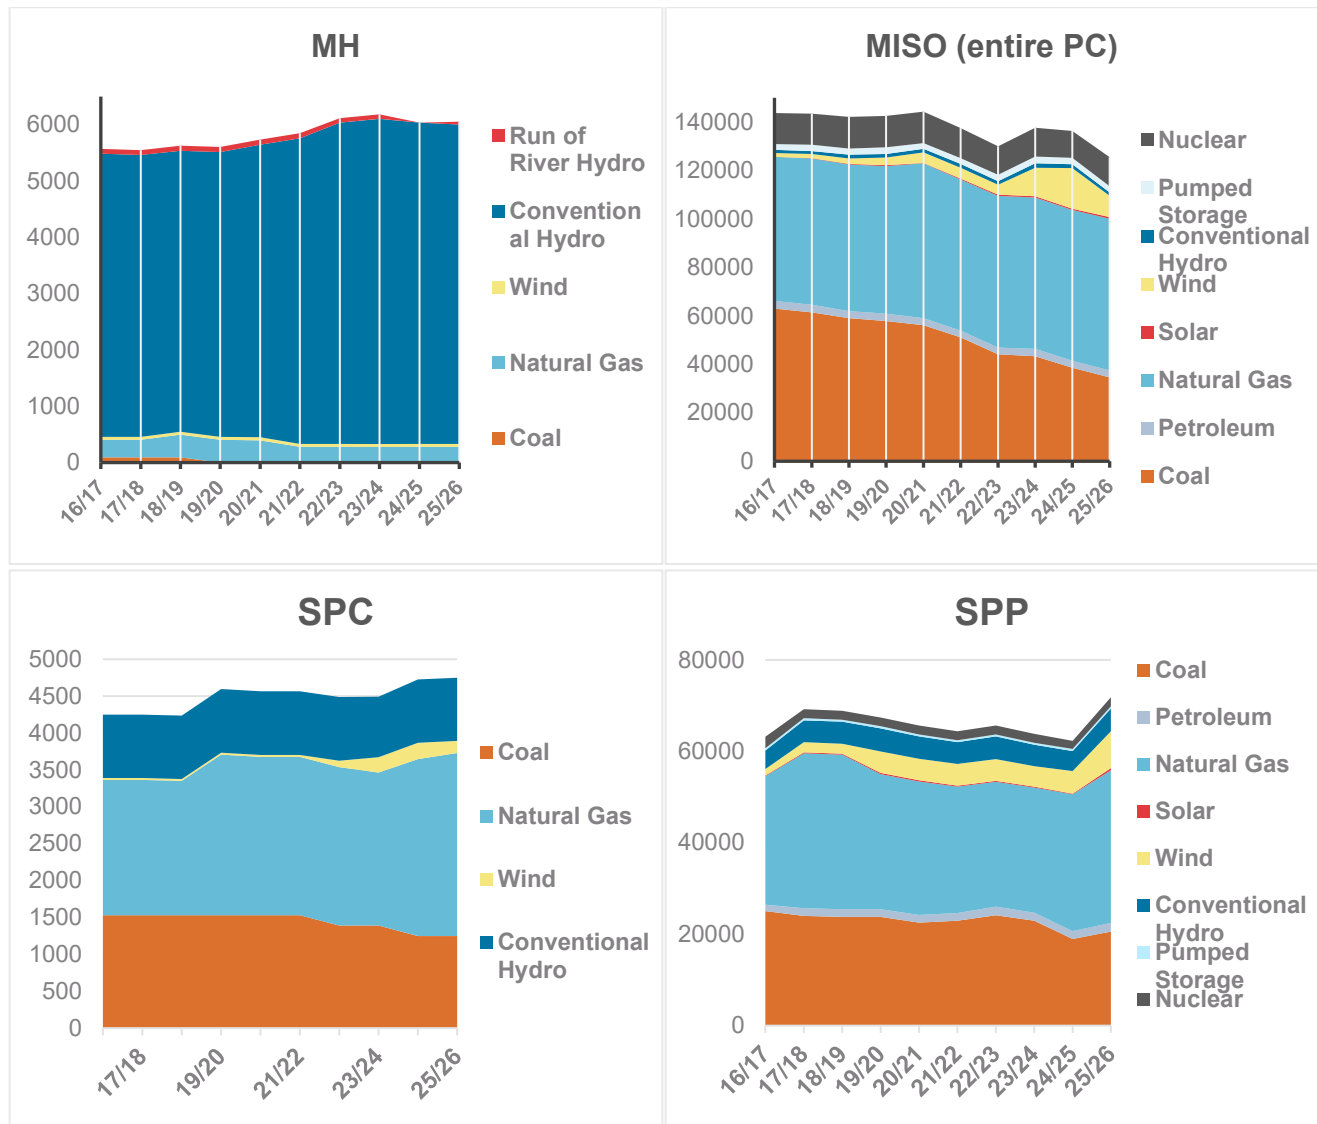 MH
6000
5000
4000
3000
2000
1000
0
16/17
17/18
18/19
19/20
20/21
21/22
22/23
23/24
24/25
25/26
Run of
River Hydro
Convention
al Hydro
Wind
Natural Gas
Coal
MISO (entire PC)
140000
120000
100000
80000
60000
40000
20000
0
16/17
17/18
18/19
19/20
20/21
21/22
22/23
23/24
24/25
25/26
Nuclear
Pumped
Storage
Conventional
Hydro
Wind
Solar
Natural Gas
Petroleum
Coal
SPC
5000
4500
4000
3500
3000
2500
2000
1500
1000
500
0
17/18
19/20
21/22
23/24
25/26
Coal
Natural Gas
Wind
Conventional
Hydro
SPP
80000
60000
40000
20000
0
16/17
17/18
18/19
19/20
20/21
21/22
22/23
23/24
24/25
25/26
Coal
Petroleum
Natural Gas
Solar
Wind
Conventional
Hydro
Pumped
Storage
Nuclear